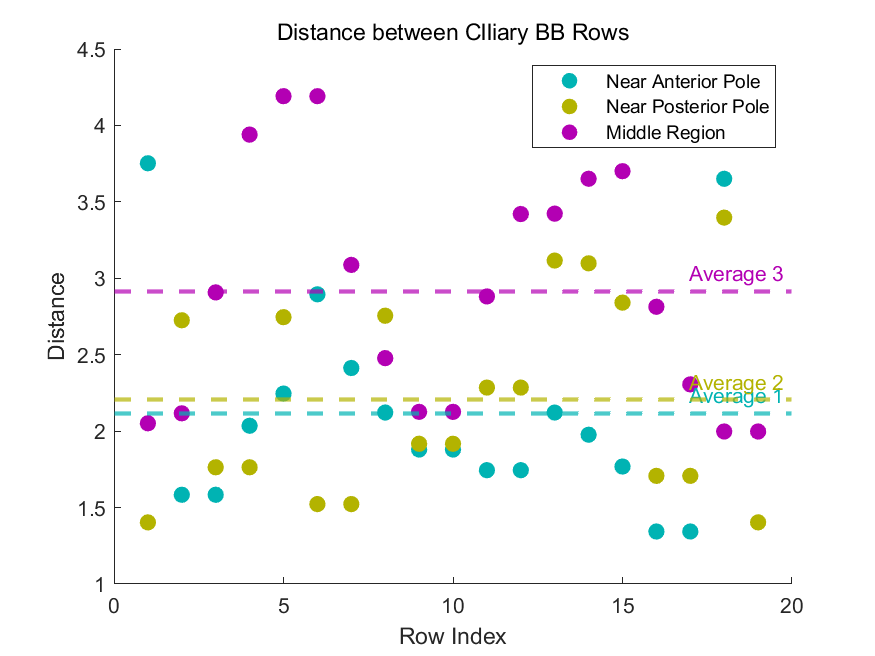 Distance between CIliary BB Rows
4.5
4
3.5
3
2.5
2
1.5
1
Distance
Near Anterior Pole
Near Posterior Pole
Middle Region
Average 3
Average 2
Average 1
0
5
10
15
20
Row Index